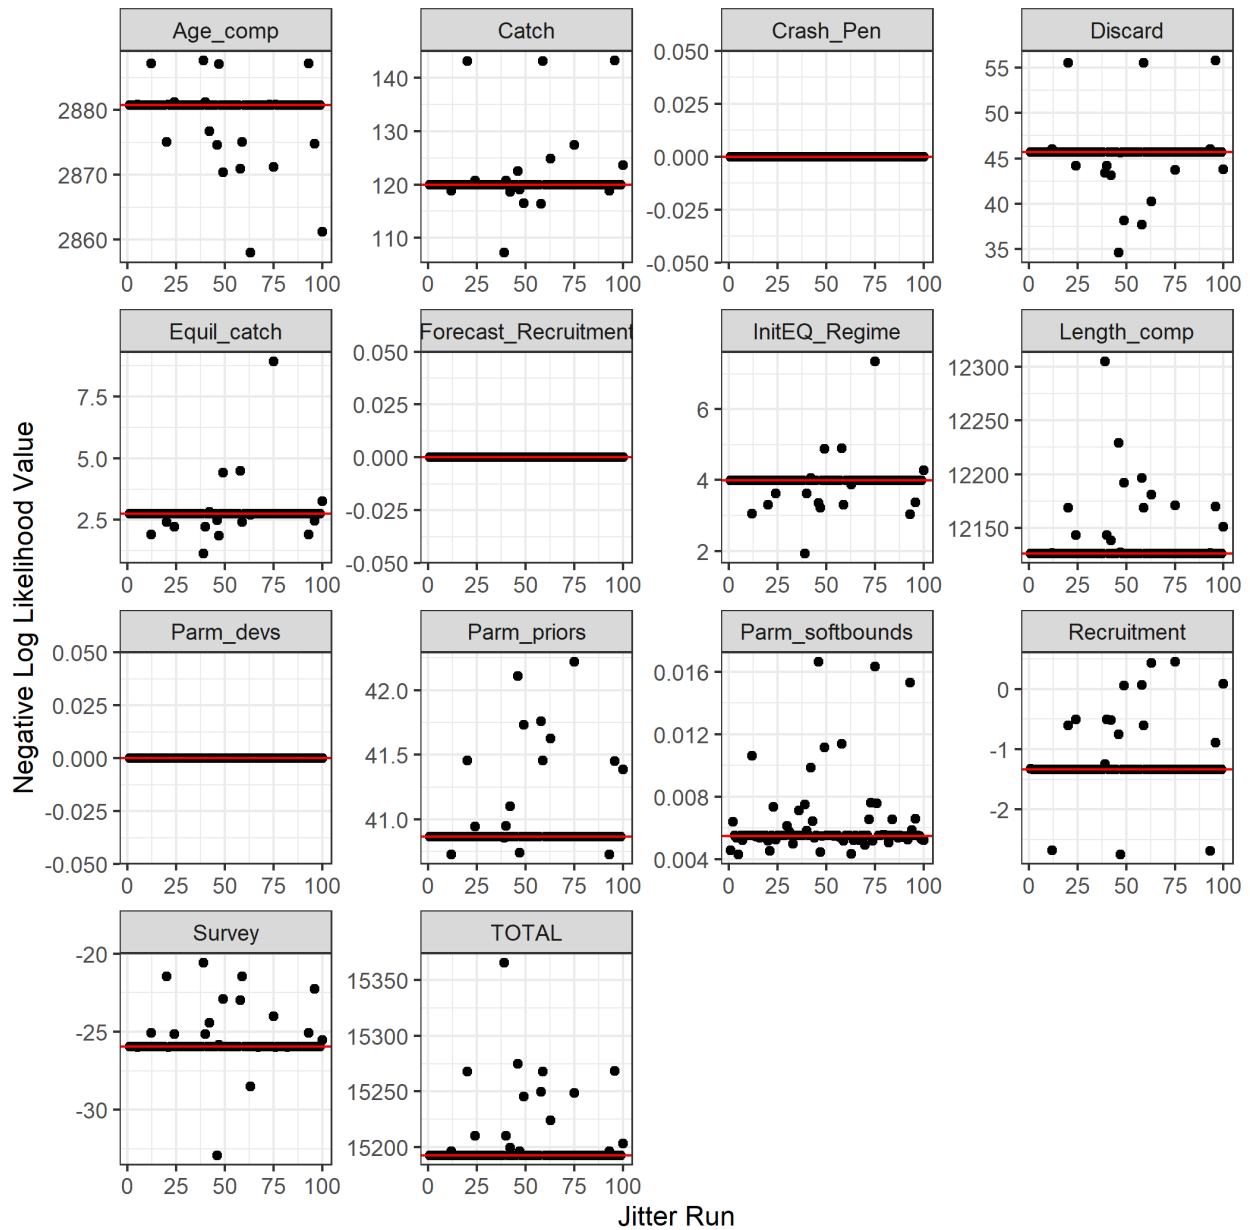 Age_comp Catch Crash_Pen Discard
2860 2870 2880
110 120 130 140
-0.050 -0.025 0.000 0.025 0.050
35 40 45 50 55
0 25 50 75 100 0 25 50 75 100 0 25 50 75 100 0 25 50 75 100
Equil_catch Forecast_Recruitment InitEQ_Regime Length_comp
2.5 5.0 7.5
-0.050 -0.025 0.000 0.025 0.050
2 4 6
12150 12200 12250 12300
0 25 50 75 100 0 25 50 75 100 0 25 50 75 100 0 25 50 75 100
Parm_devs Parm_priors Parm_softbounds Recruitment
-0.050 -0.025 0.000 0.025 0.050
41.0 41.5 42.0
0.004 0.008 0.012 0.016
-2 -1 0
0 25 50 75 100 0 25 50 75 100 0 25 50 75 100 0 25 50 75 100
Survey TOTAL
-30 -25 -20
15200 15250 15300 15350
0 25 50 75 100 0 25 50 75 100
Jitter Run
Negative Log Likelihood Value